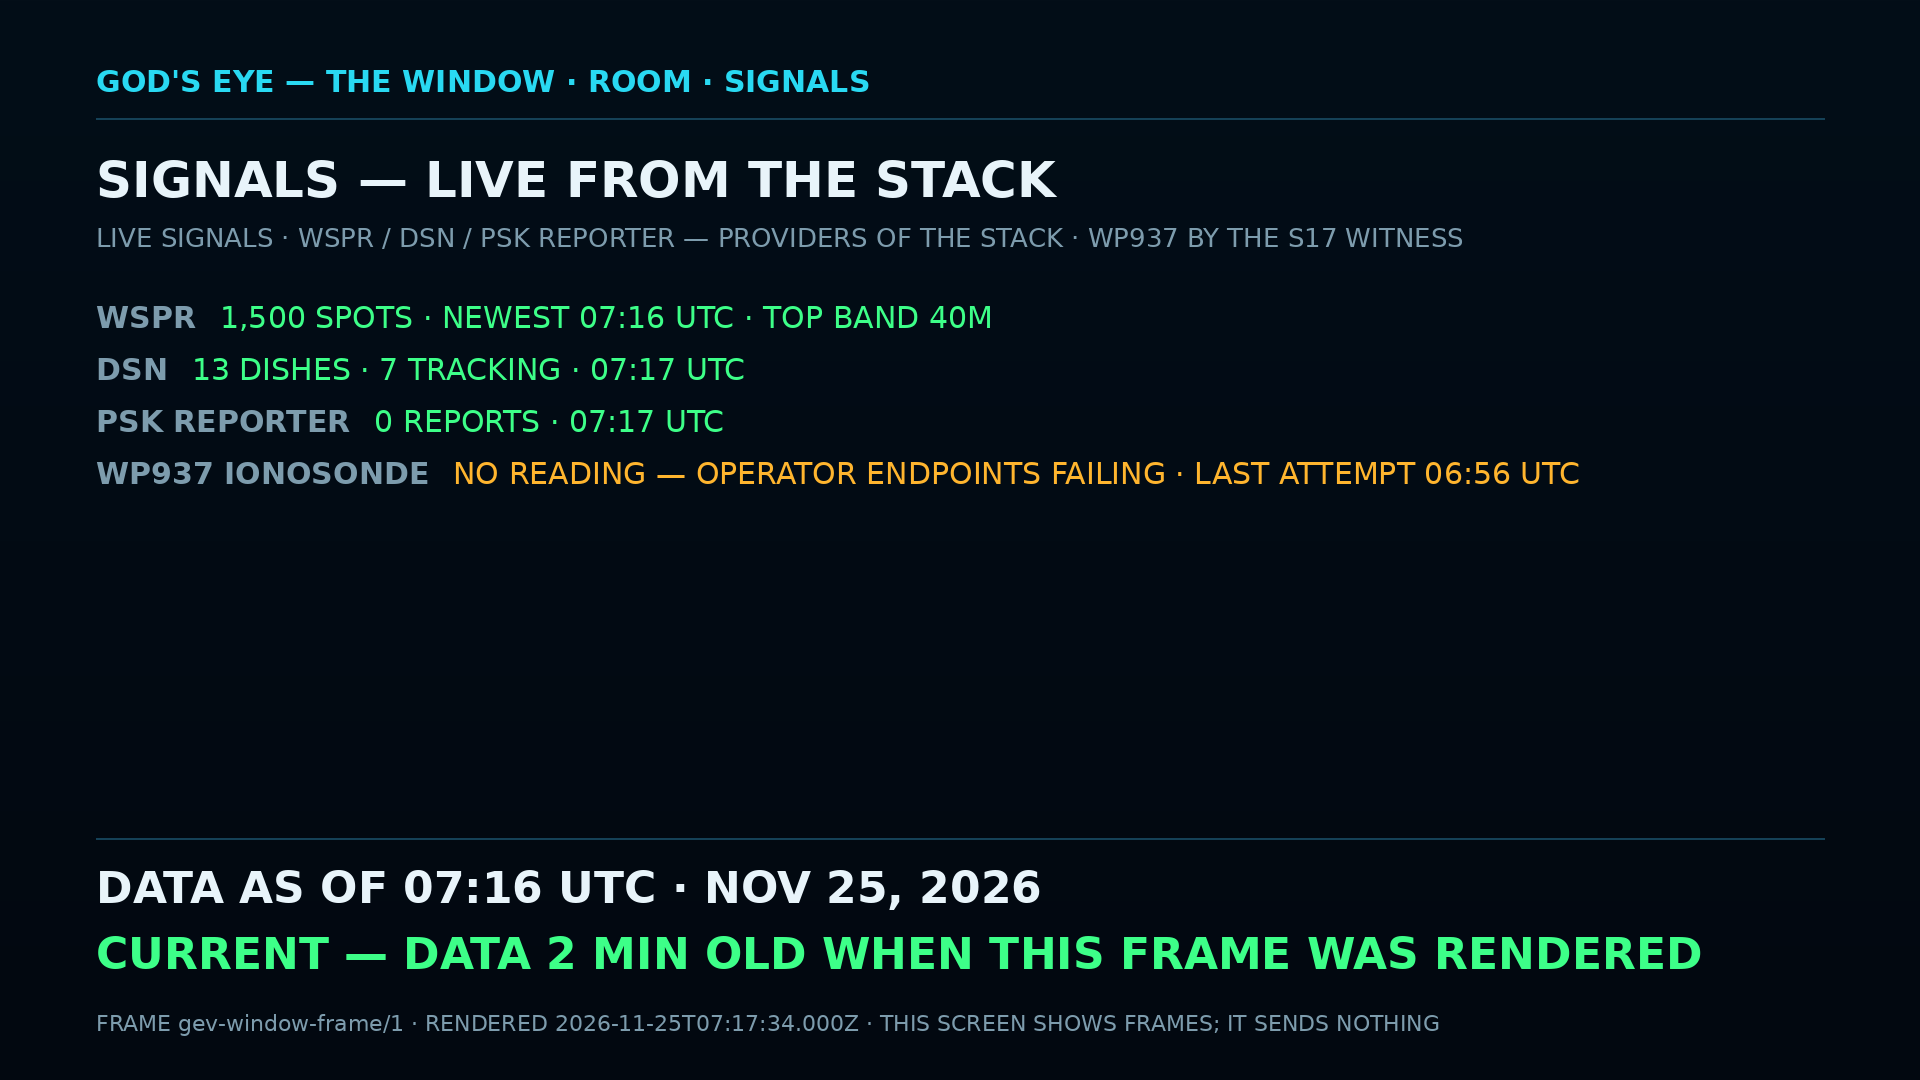 GOD'S EYE — THE WINDOW · ROOM · SIGNALS
SIGNALS — LIVE FROM THE STACK
LIVE SIGNALS · WSPR / DSN / PSK REPORTER — PROVIDERS OF THE STACK · WP937 BY THE S17 WITNESS
WSPR 1,500 SPOTS · NEWEST 07:16 UTC · TOP BAND 40M
DSN 13 DISHES · 7 TRACKING · 07:17 UTC
PSK REPORTER 0 REPORTS · 07:17 UTC
WP937 IONOSONDE NO READING — OPERATOR ENDPOINTS FAILING · LAST ATTEMPT 06:56 UTC
DATA AS OF 07:16 UTC · NOV 25, 2026
CURRENT — DATA 2 MIN OLD WHEN THIS FRAME WAS RENDERED
FRAME gev-window-frame/1 · RENDERED 2026-11-25T07:17:34.000Z · THIS SCREEN SHOWS FRAMES; IT SENDS NOTHING